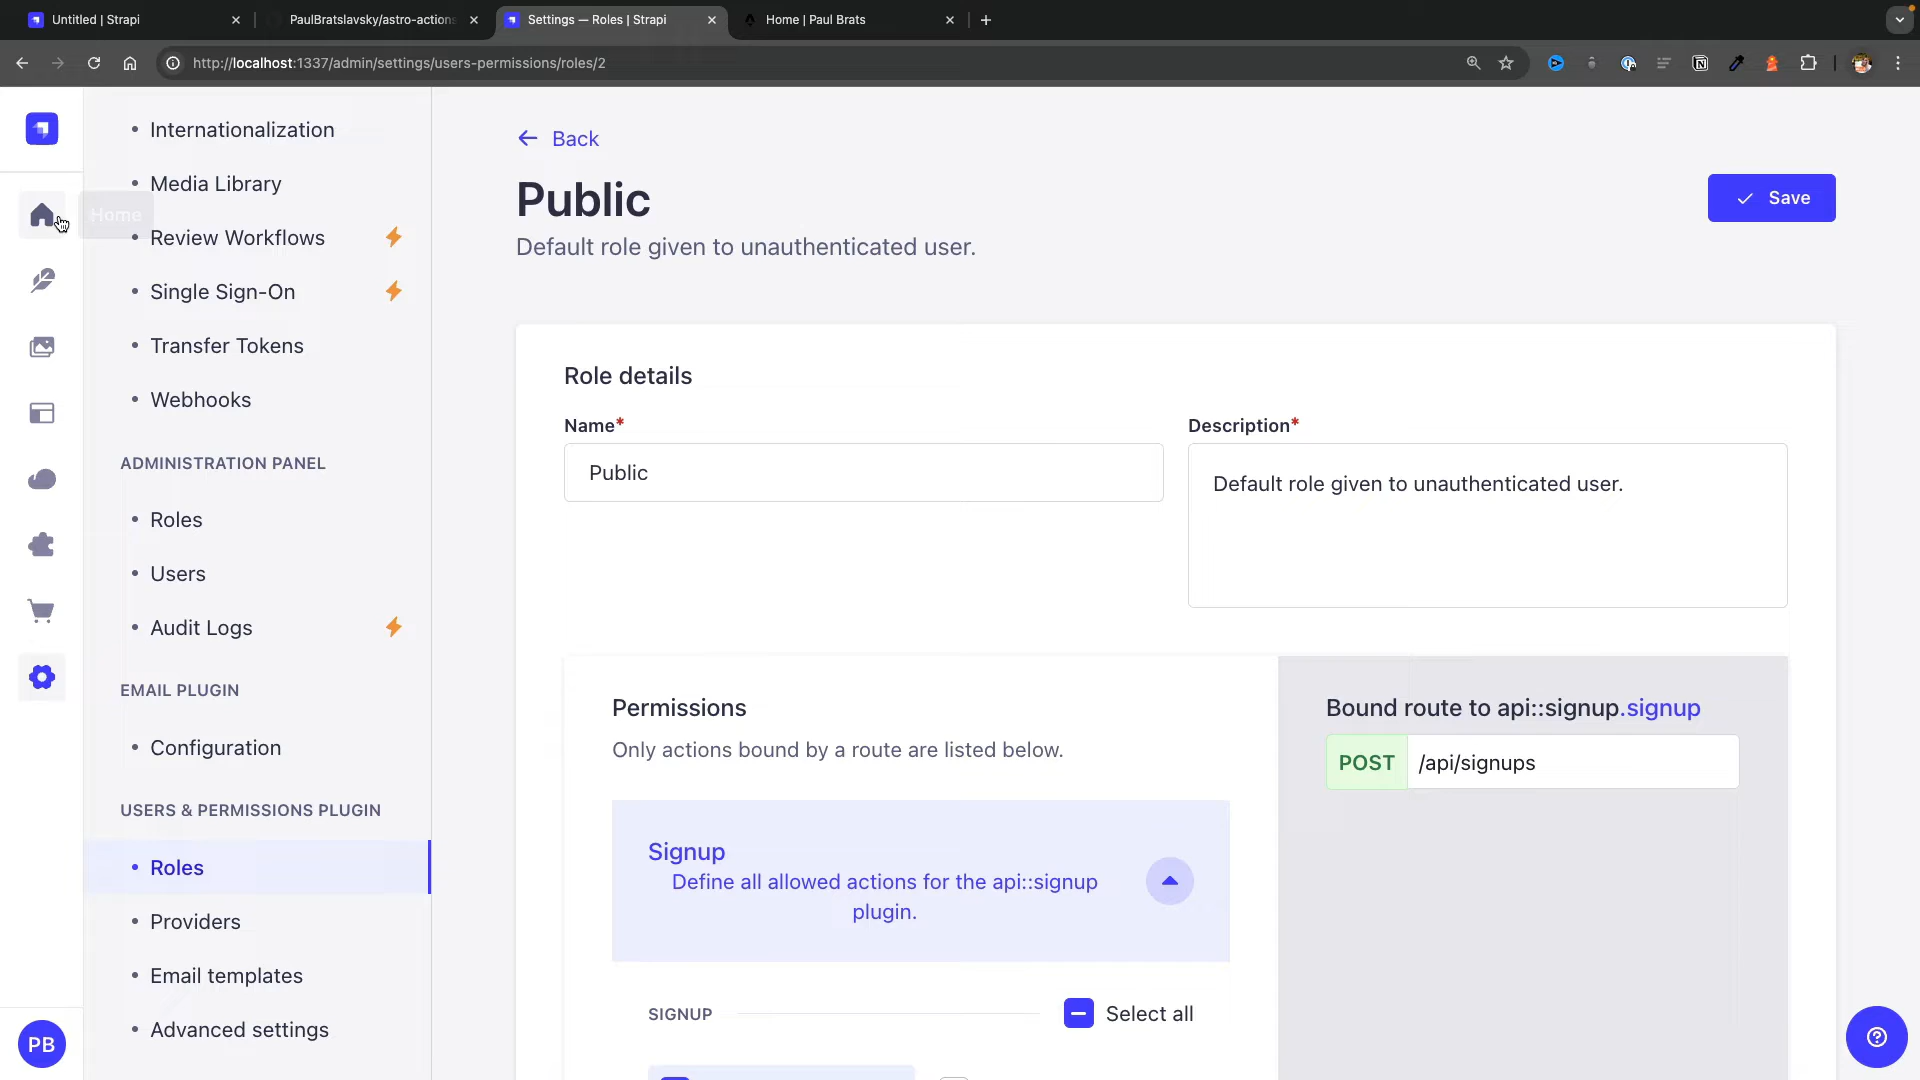 Untitled | Strapi
PaulBratslavsky/astro-actions
Settings — Roles | Strapi
Home | Paul Brats
http://localhost:1337/admin/settings/users-permissions/roles/2
Home
Internationalization
Media Library
Review Workflows
Single Sign-On
Transfer Tokens
Webhooks
ADMINISTRATION PANEL
Roles
Users
Audit Logs
EMAIL PLUGIN
Configuration
USERS & PERMISSIONS PLUGIN
Roles
Providers
Email templates
Advanced settings
PB
Back
Public
Default role given to unauthenticated user.
Save
Role details
Name*
Public
Description*
Default role given to unauthenticated user.
Permissions
Only actions bound by a route are listed below.
Signup
Define all allowed actions for the api::signup
plugin.
SIGNUP
Select all
Bound route to api::signup.signup
POST /api/signups